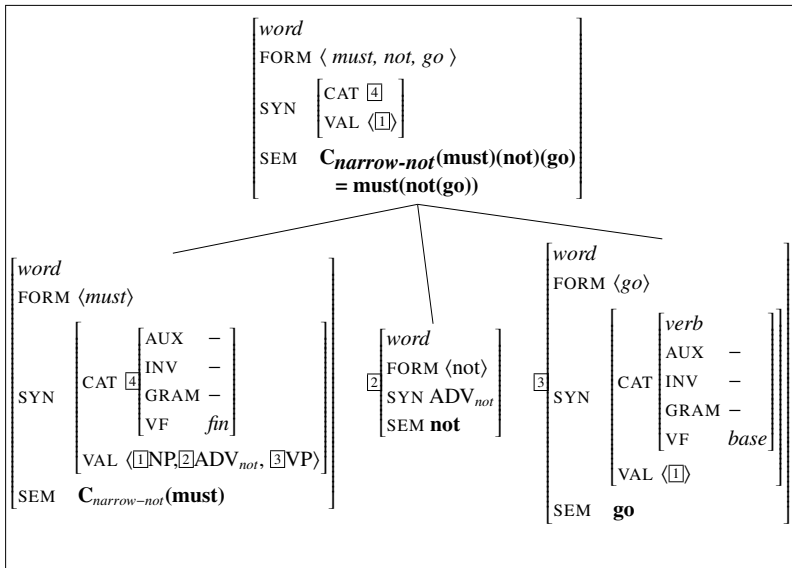 word
FORM ⟨ must, not, go ⟩
SYN [CAT 4
VAL ⟨1⟩]
SEM C_narrow-not(must)(not)(go)
= must(not(go))
word
FORM ⟨must⟩
SYN [CAT 4 [AUX −
INV −
GRAM −
VF fin]
VAL ⟨1NP,2ADV_not, 3VP⟩]
SEM C_narrow−not(must)
2 word
FORM ⟨not⟩
SYN ADV_not
SEM not
3 word
FORM ⟨go⟩
SYN [CAT [verb
AUX −
INV −
GRAM −
VF base]
VAL ⟨1⟩]
SEM go